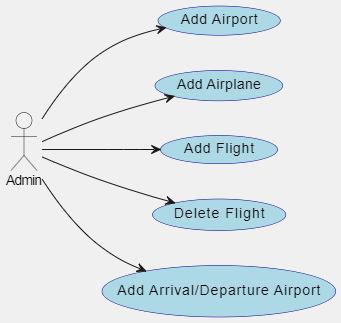 Add Airport
Add Airplane
Add Flight
Admin
Delete Flight
Add Arrival/Departure Airport